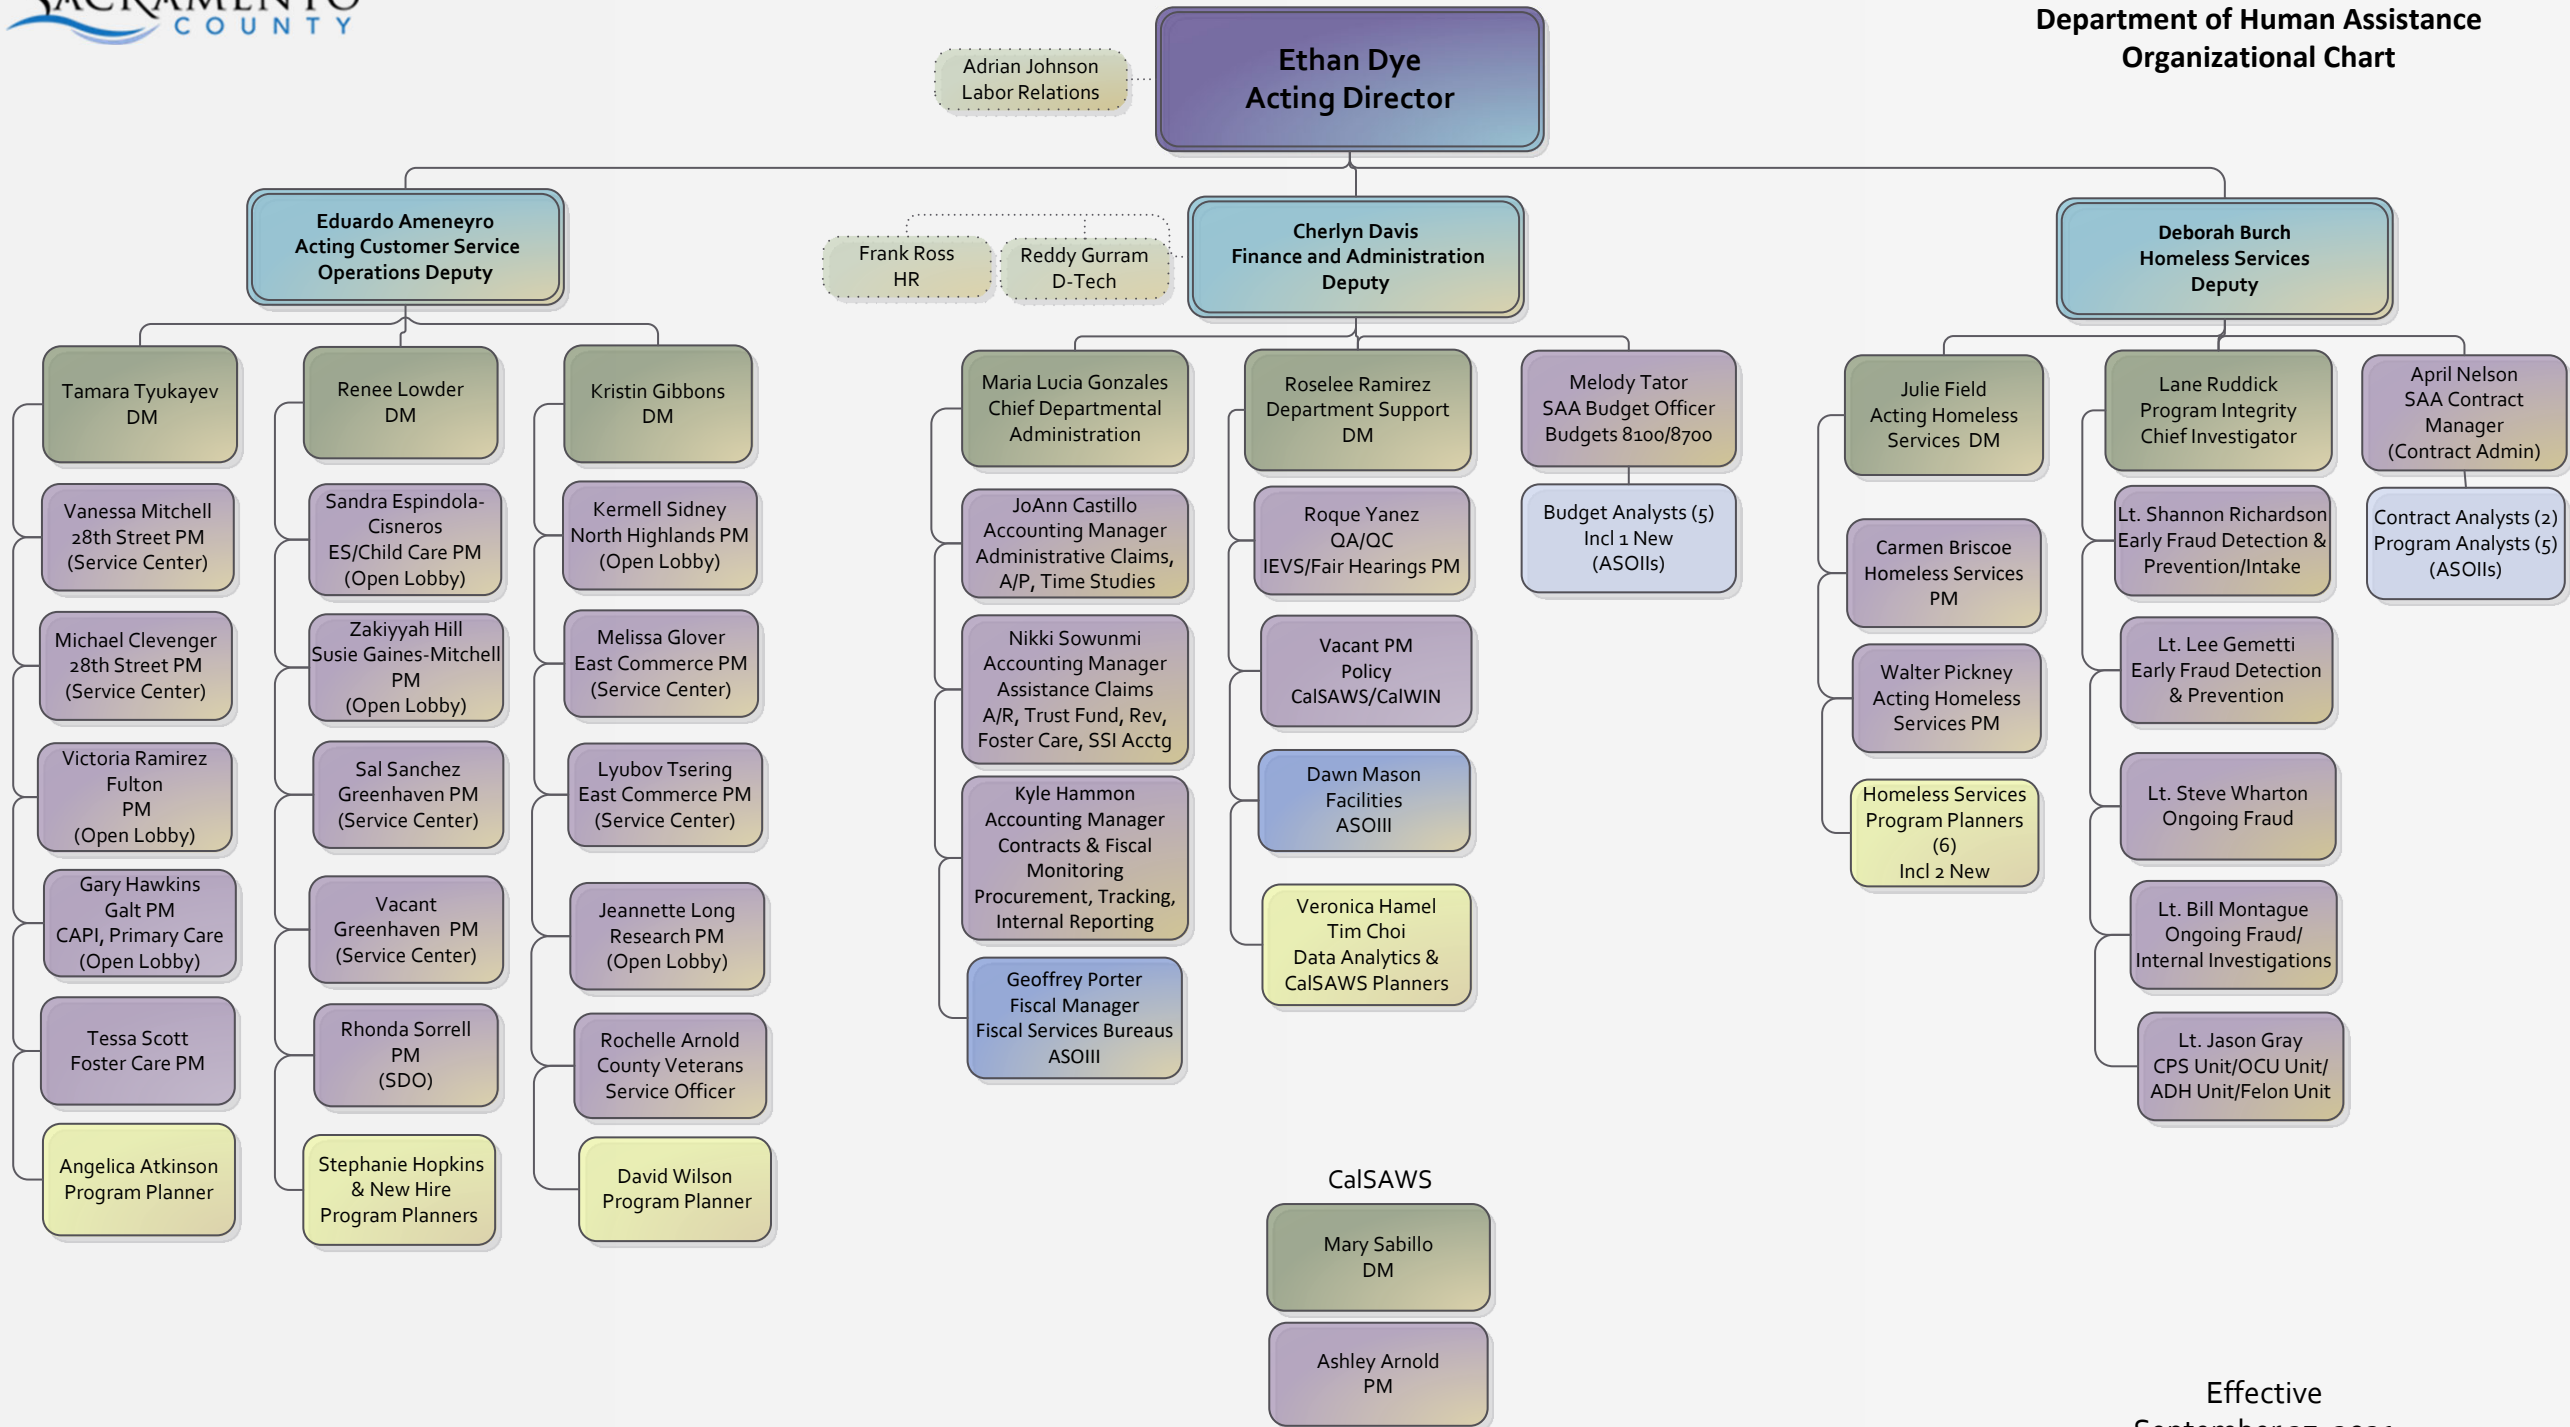 SACRAMENTO
COUNTY
Department of Human Assistance
Organizational Chart
Ethan Dye
Acting Director
Adrian Johnson
Labor Relations
Eduardo Ameneyro
Acting Customer Service
Operations Deputy
Frank Ross
HR
Reddy Gurram
D-Tech
Cherlyn Davis
Finance and Administration
Deputy
Deborah Burch
Homeless Services
Deputy
Tamara Tyukayev
DM
Vanessa Mitchell
28th Street PM
(Service Center)
Michael Clevenger
28th Street PM
(Service Center)
Victoria Ramirez
Fulton
PM
(Open Lobby)
Gary Hawkins
Galt PM
CAPI, Primary Care
(Open Lobby)
Tessa Scott
Foster Care PM
Angelica Atkinson
Program Planner
Renee Lowder
DM
Sandra Espindola-
Cisneros
ES/Child Care PM
(Open Lobby)
Zakiyyah Hill
Susie Gaines-Mitchell
PM
(Open Lobby)
Sal Sanchez
Greenhaven PM
(Service Center)
Vacant
Greenhaven PM
(Service Center)
Rhonda Sorrell
PM
(SDO)
Stephanie Hopkins
& New Hire
Program Planners
Kristin Gibbons
DM
Kermell Sidney
North Highlands PM
(Open Lobby)
Melissa Glover
East Commerce PM
(Service Center)
Lyubov Tsering
East Commerce PM
(Service Center)
Jeannette Long
Research PM
(Open Lobby)
Rochelle Arnold
County Veterans
Service Officer
David Wilson
Program Planner
Maria Lucia Gonzales
Chief Departmental
Administration
JoAnn Castillo
Accounting Manager
Administrative Claims,
A/P, Time Studies
Nikki Sowunmi
Accounting Manager
Assistance Claims
A/R, Trust Fund, Rev,
Foster Care, SSI Acctg
Kyle Hammon
Accounting Manager
Contracts & Fiscal
Monitoring
Procurement, Tracking,
Internal Reporting
Geoffrey Porter
Fiscal Manager
Fiscal Services Bureaus
ASOIII
Roselee Ramirez
Department Support
DM
Roque Yanez
QA/QC
IEVS/Fair Hearings PM
Vacant PM
Policy
CalSAWS/CalWIN
Dawn Mason
Facilities
ASOIII
Veronica Hamel
Tim Choi
Data Analytics &
CalSAWS Planners
Melody Tator
SAA Budget Officer
Budgets 8100/8700
Budget Analysts (5)
Incl 1 New
(ASOIIs)
Julie Field
Acting Homeless
Services DM
Carmen Briscoe
Homeless Services
PM
Walter Pickney
Acting Homeless
Services PM
Homeless Services
Program Planners
(6)
Incl 2 New
Lane Ruddick
Program Integrity
Chief Investigator
Lt. Shannon Richardson
Early Fraud Detection &
Prevention/Intake
Lt. Lee Gemetti
Early Fraud Detection
& Prevention
Lt. Steve Wharton
Ongoing Fraud
Lt. Bill Montague
Ongoing Fraud/
Internal Investigations
Lt. Jason Gray
CPS Unit/OCU Unit/
ADH Unit/Felon Unit
April Nelson
SAA Contract
Manager
(Contract Admin)
Contract Analysts (2)
Program Analysts (5)
(ASOIIs)
CalSAWS
Mary Sabillo
DM
Ashley Arnold
PM
Effective
September